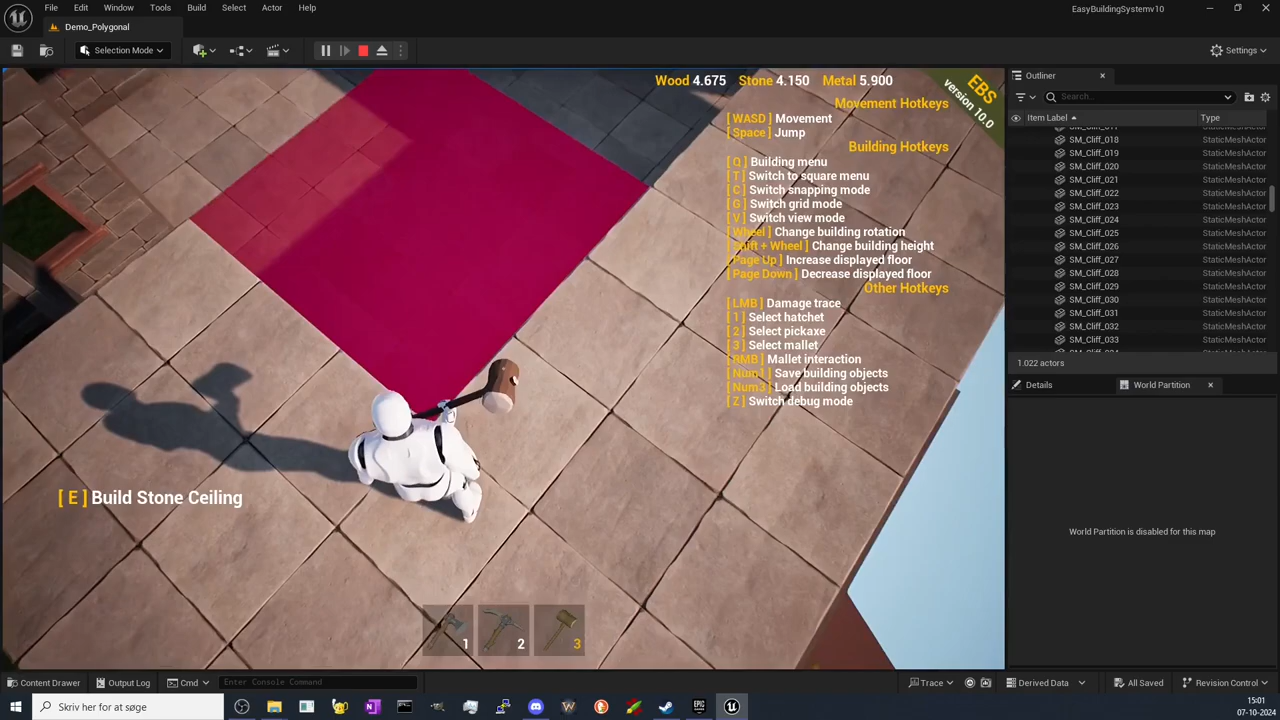 File Edit Window Tools Build Select Actor Help
EasyBuildingSystemv10
Demo_Polygonal
Selection Mode
Settings
Wood 4.675 Stone 4.150 Metal 5.900
EBS
version 10.0
Movement Hotkeys
[ WASD ] Movement
[ Space ] Jump
Building Hotkeys
[ Q ] Building menu
[ T ] Switch to square menu
[ C ] Switch snapping mode
[ G ] Switch grid mode
[ V ] Switch view mode
[ Wheel ] Change building rotation
[ Shift + Wheel ] Change building height
[ Page Up ] Increase displayed floor
[ Page Down ] Decrease displayed floor
Other Hotkeys
[ LMB ] Damage trace
[ 1 ] Select hatchet
[ 2 ] Select pickaxe
[ 3 ] Select mallet
[ RMB ] Mallet interaction
[ Num1 ] Save building objects
[ Num3 ] Load building objects
[ Z ] Switch debug mode
[ E ] Build Stone Ceiling
1 2 3
Outliner
Search...
Item Label Type
SM_Cliff_018 StaticMeshActor
SM_Cliff_019 StaticMeshActor
SM_Cliff_020 StaticMeshActor
SM_Cliff_021 StaticMeshActor
SM_Cliff_022 StaticMeshActor
SM_Cliff_023 StaticMeshActor
SM_Cliff_024 StaticMeshActor
SM_Cliff_025 StaticMeshActor
SM_Cliff_026 StaticMeshActor
SM_Cliff_027 StaticMeshActor
SM_Cliff_028 StaticMeshActor
SM_Cliff_029 StaticMeshActor
SM_Cliff_030 StaticMeshActor
SM_Cliff_031 StaticMeshActor
SM_Cliff_032 StaticMeshActor
SM_Cliff_033 StaticMeshActor
1.022 actors
Details World Partition
World Partition is disabled for this map
Content Drawer Output Log Cmd Enter Console Command
Trace Derived Data All Saved Revision Control
Skriv her for at søge
15:01
07-10-2024